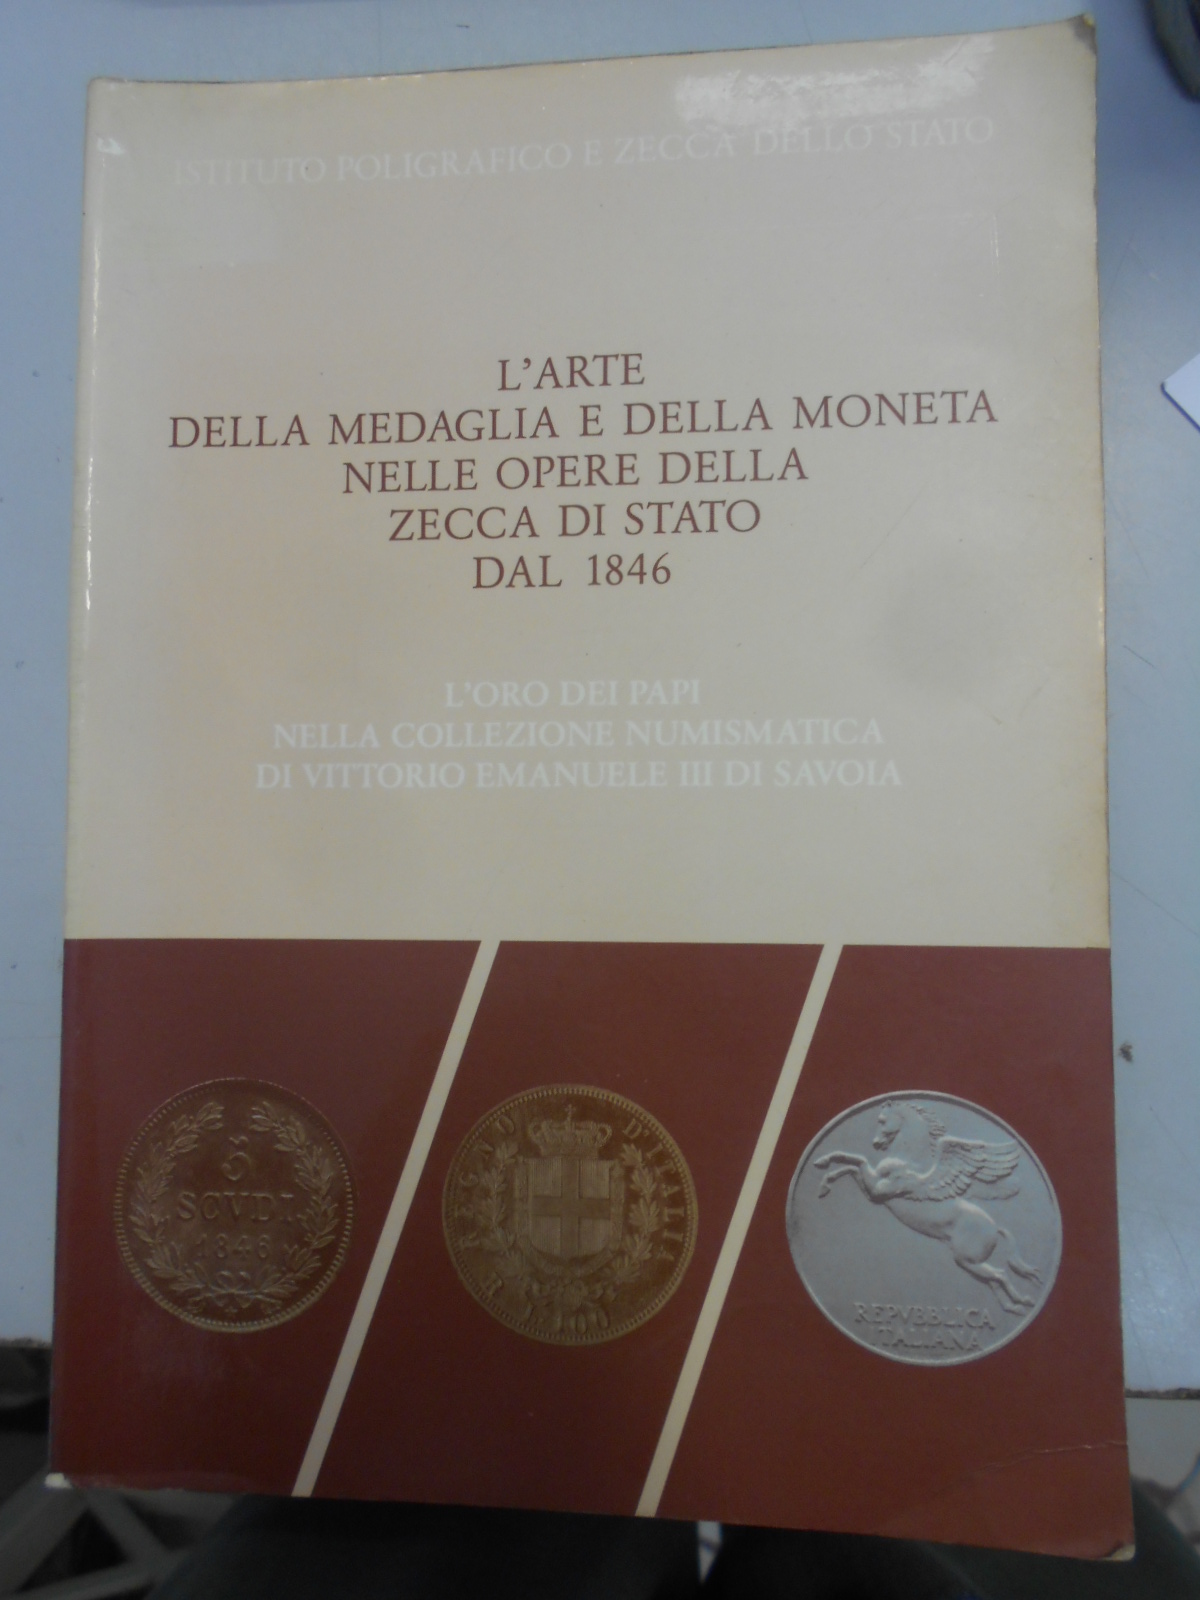 ISTITUTO POLIGRAFICO E ZECCA DELLO STATO
L'ARTE
DELLA MEDAGLIA E DELLA MONETA
NELLE OPERE DELLA
ZECCA DI STATO
DAL 1846
L'ORO DEI PAPI
NELLA COLLEZIONE NUMISMATICA
DI VITTORIO EMANUELE III DI SAVOIA
5
SCVDI
1846
REGNO D'ITALIA
R L.100
REPVBBLICA
ITALIANA